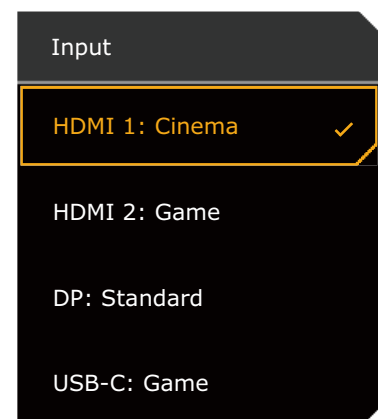 Input
HDMI 1: Cinema
HDMI 2: Game
DP: Standard
USB-C: Game